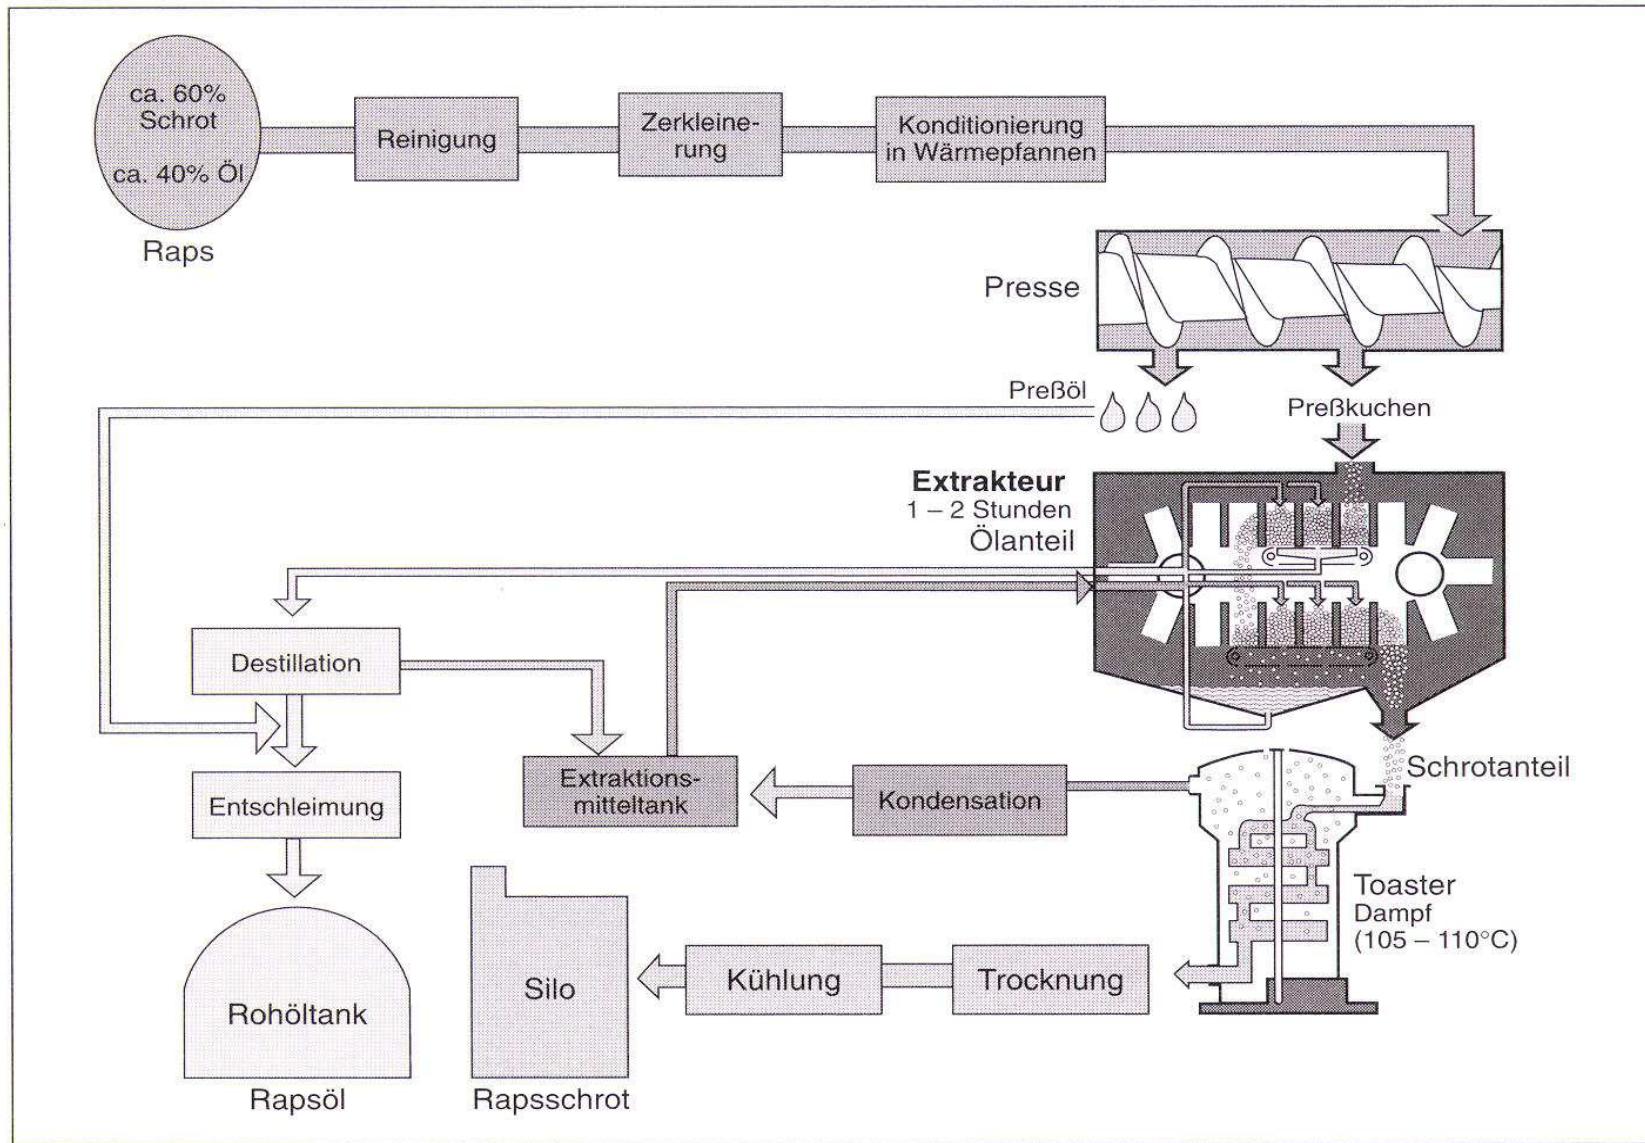 ca. 60%
Schrot
ca. 40% Öl
Raps
Reinigung
Zerkleine-
rung
Konditionierung
in Wärmepfannen
Presse
Preßöl
Preßkuchen
Extrakteur
1 – 2 Stunden
Ölanteil
Destillation
Extraktions-
mitteltank
Kondensation
Schrotanteil
Entschleimung
Toaster
Dampf
(105 – 110°C)
Rohöltank
Silo
Kühlung
Trocknung
Rapsöl
Rapsschrot